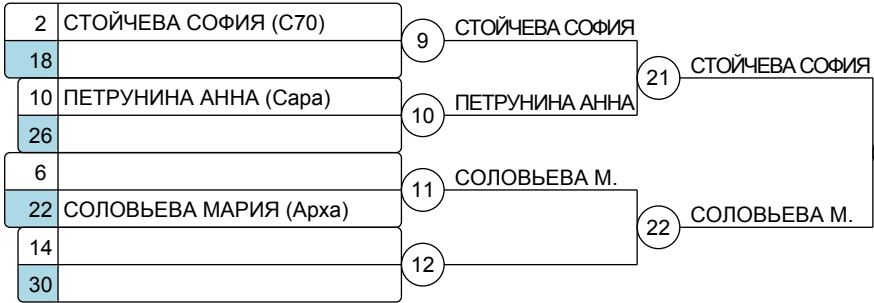 2 СТОЙЧЕВА СОФИЯ (С70)
18
9 СТОЙЧЕВА СОФИЯ
10 ПЕТРУНИНА АННА (Сара)
26
10 ПЕТРУНИНА АННА
21 СТОЙЧЕВА СОФИЯ
6
22 СОЛОВЬЕВА МАРИЯ (Арха)
11 СОЛОВЬЕВА М.
14
30
12
22 СОЛОВЬЕВА М.